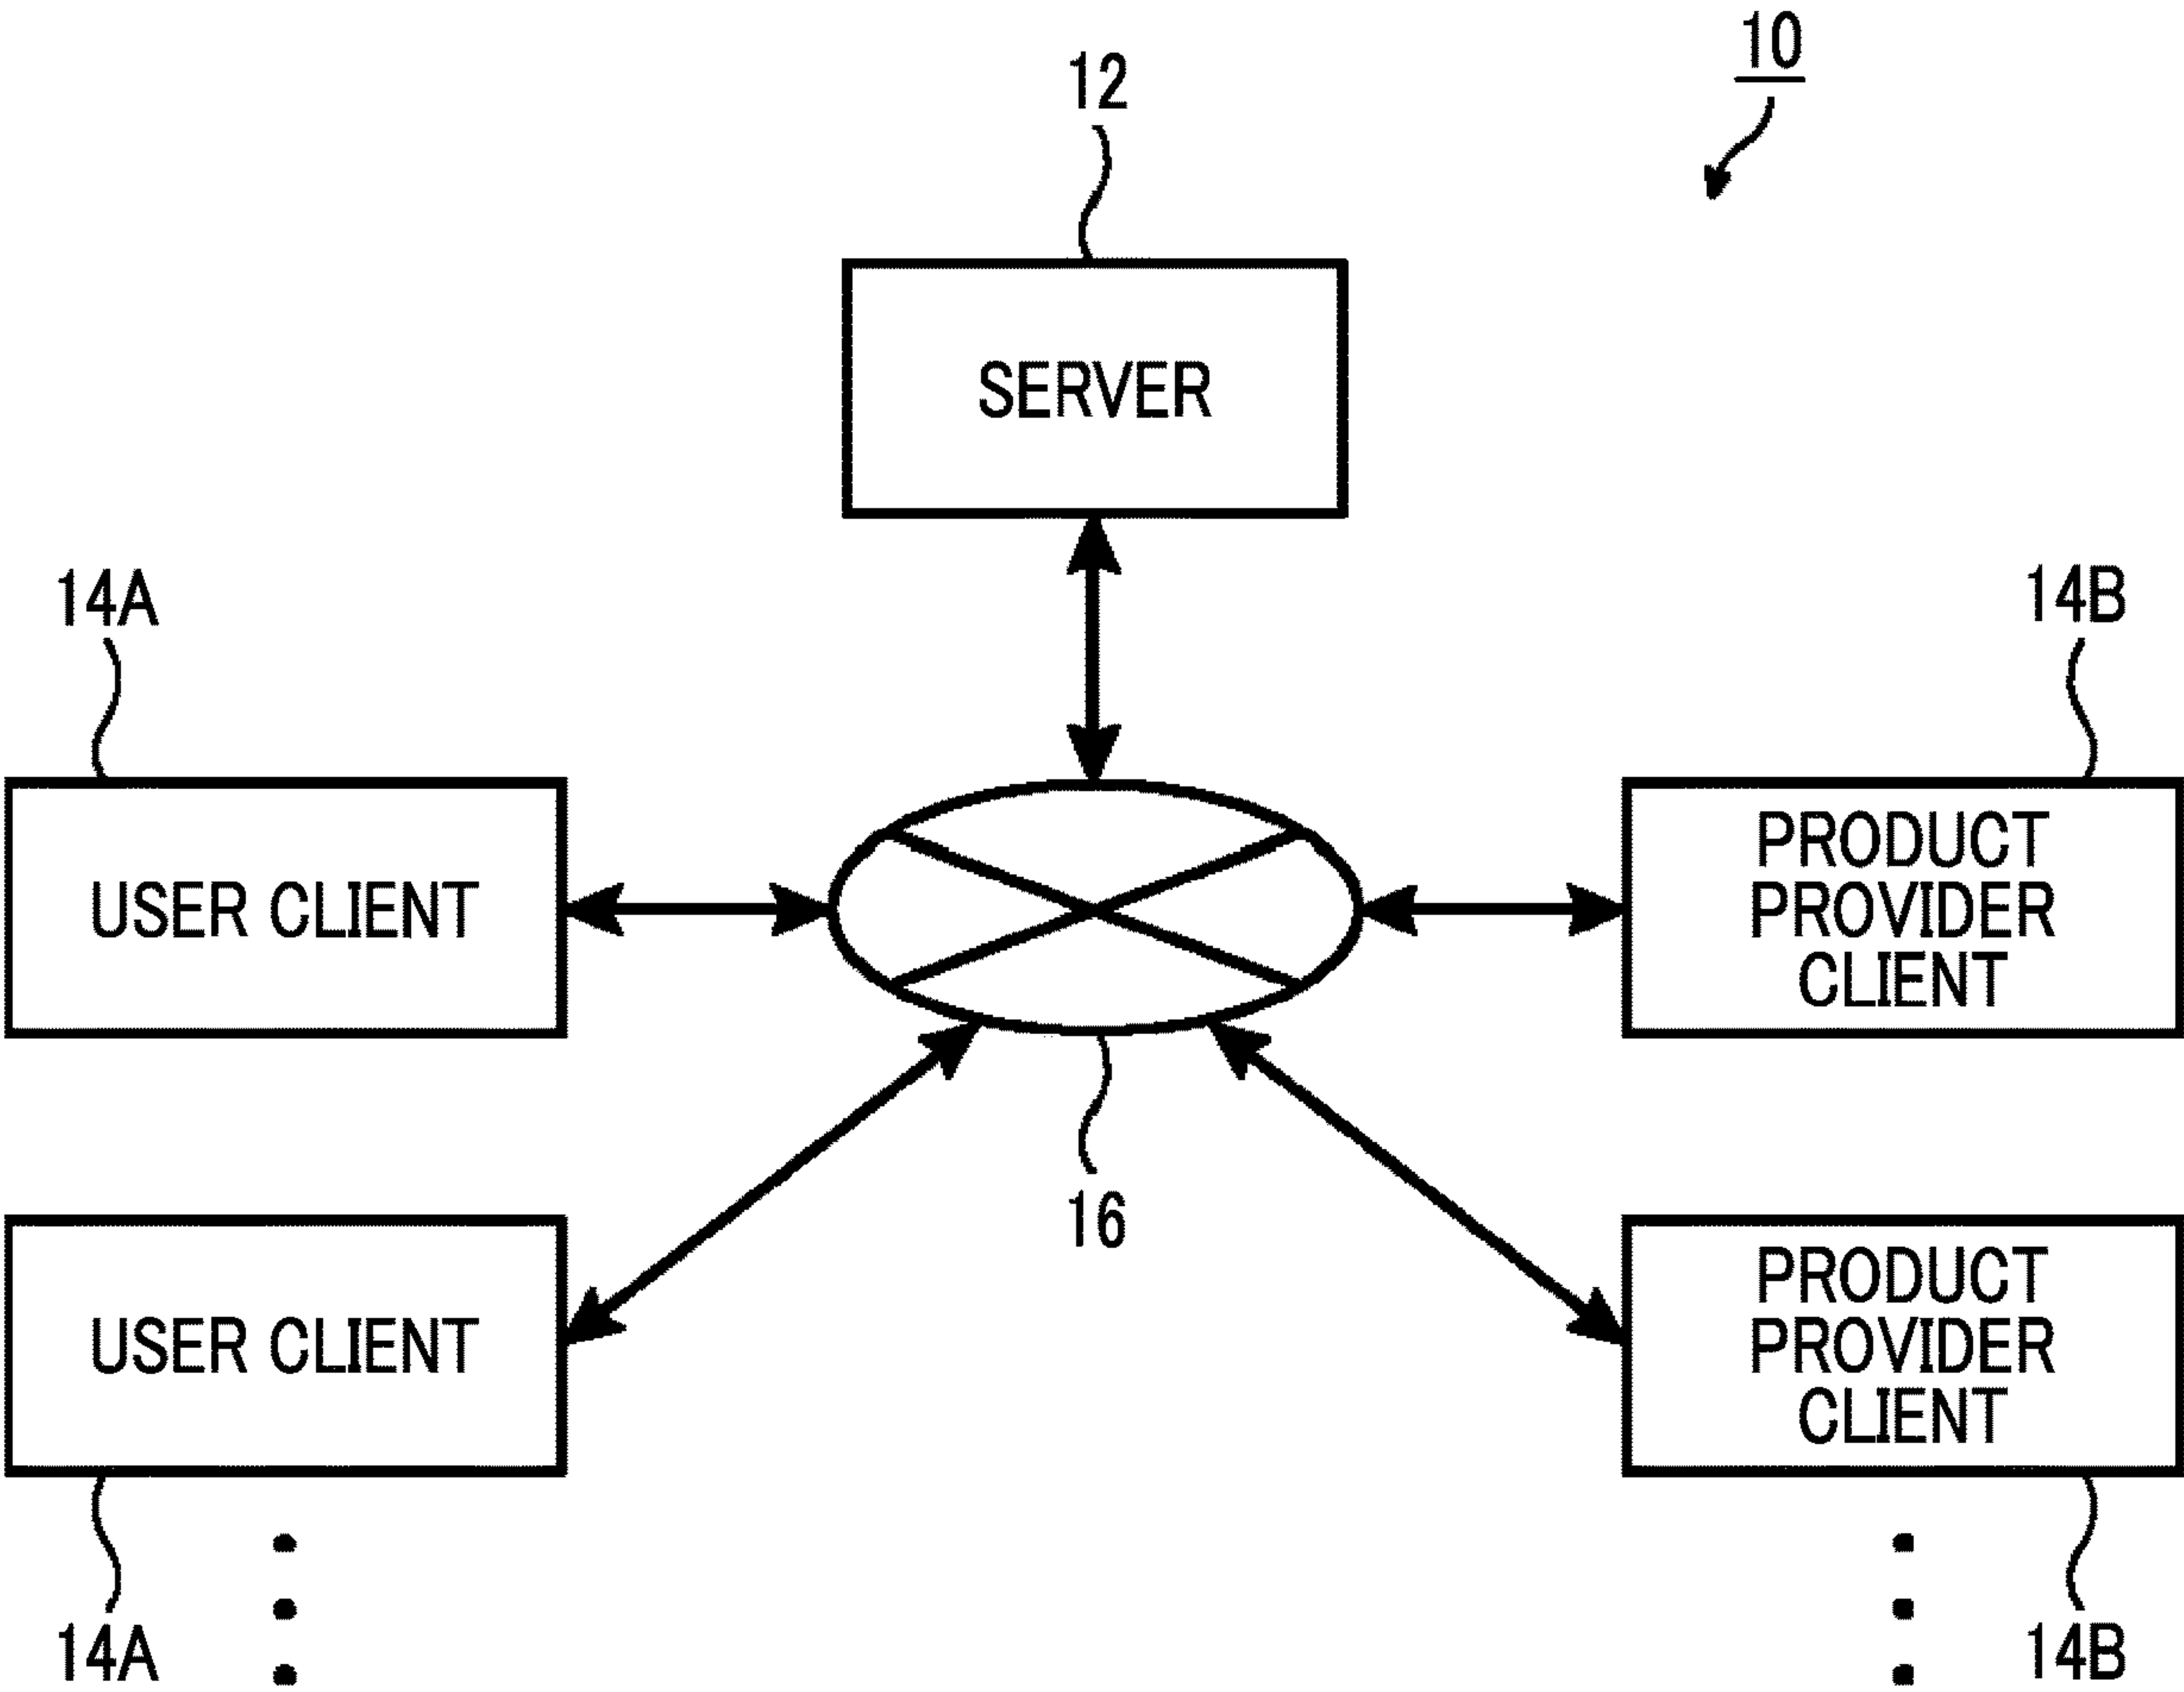 10
12
SERVER
14A
14B
USER CLIENT
PRODUCT
PROVIDER
CLIENT
16
USER CLIENT
PRODUCT
PROVIDER
CLIENT
14A
14B